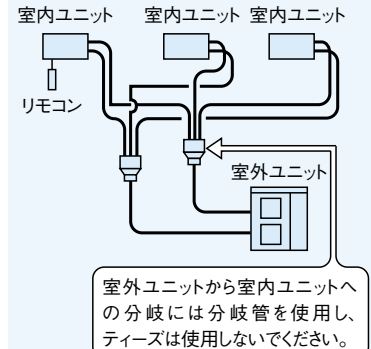 室内ユニット 室内ユニット 室内ユニット
リモコン
室外ユニット
室外ユニットから室内ユニットへ
の分岐には分岐管を使用し、
ティーズは使用しないでください。